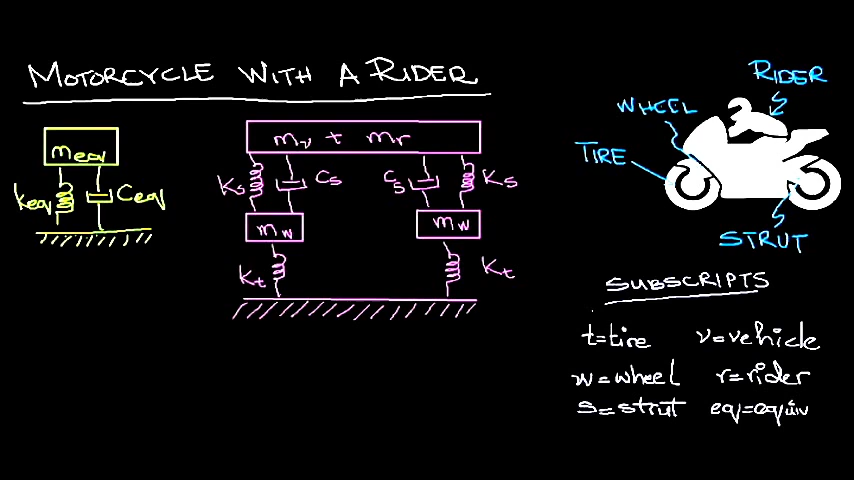 MOTORCYCLE WITH A RIDER
meq
keq
Ceq
mv + mr
Ks
Cs
Cs
Ks
mw
mw
Kt
Kt
RIDER
WHEEL
TIRE
STRUT
SUBSCRIPTS
t=tire v=vehicle
w=wheel r=rider
s=strut eq=equiv